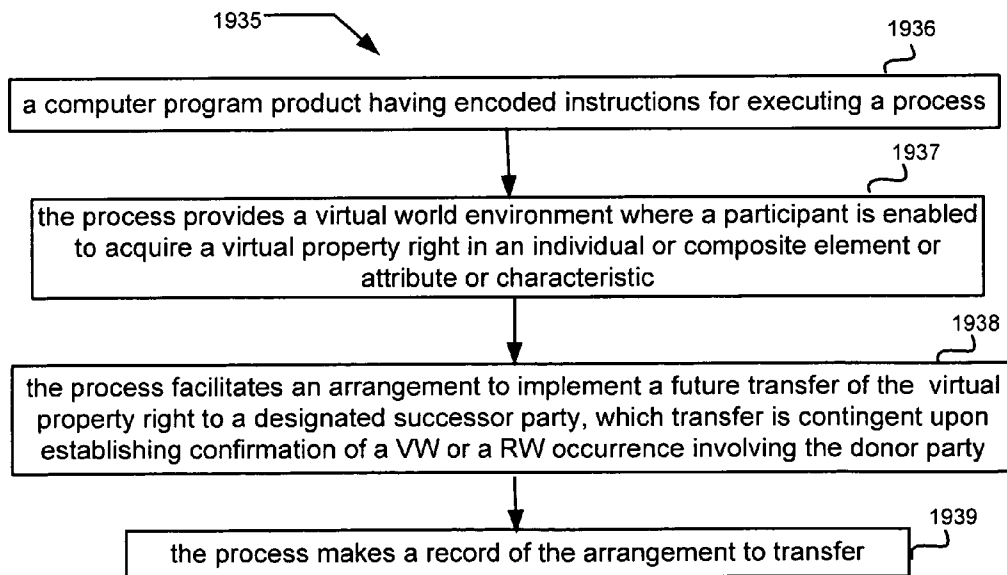 1935
1936
a computer program product having encoded instructions for executing a process
1937
the process provides a virtual world environment where a participant is enabled
to acquire a virtual property right in an individual or composite element or
attribute or characteristic
1938
the process facilitates an arrangement to implement a future transfer of the virtual
property right to a designated successor party, which transfer is contingent upon
establishing confirmation of a VW or a RW occurrence involving the donor party
1939
the process makes a record of the arrangement to transfer